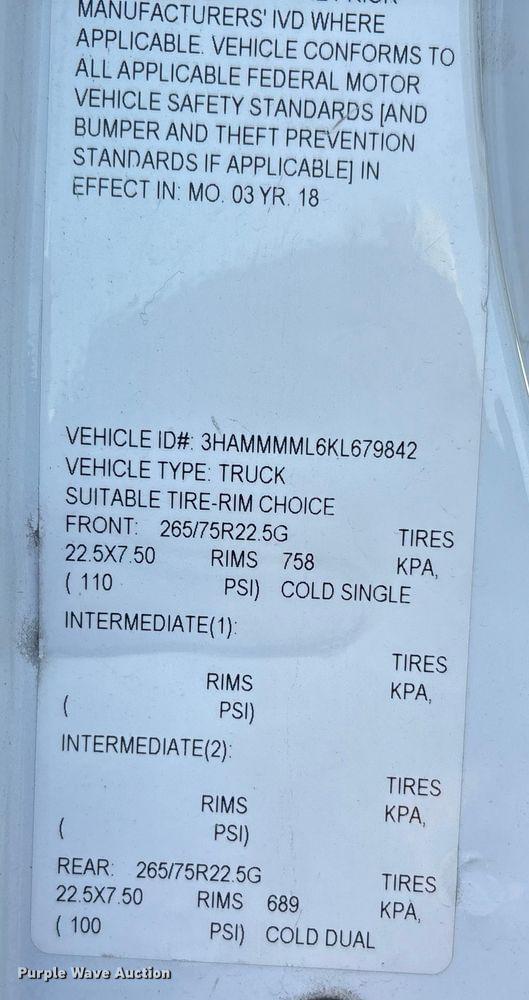 MANUFACTURERS' IVD WHERE
APPLICABLE. VEHICLE CONFORMS TO
ALL APPLICABLE FEDERAL MOTOR
VEHICLE SAFETY STANDARDS [AND
BUMPER AND THEFT PREVENTION
STANDARDS IF APPLICABLE] IN
EFFECT IN: MO. 03 YR. 18
VEHICLE ID#: 3HAMMMML6KL679842
VEHICLE TYPE: TRUCK
SUITABLE TIRE-RIM CHOICE
FRONT: 265/75R22.5G TIRES
22.5X7.50 RIMS 758 KPA,
( 110 PSI) COLD SINGLE
INTERMEDIATE(1):
TIRES
RIMS KPA,
( PSI)
INTERMEDIATE(2):
TIRES
RIMS KPA,
( PSI)
REAR: 265/75R22.5G TIRES
22.5X7.50 RIMS 689 KPA,
( 100 PSI) COLD DUAL
Purple Wave Auction